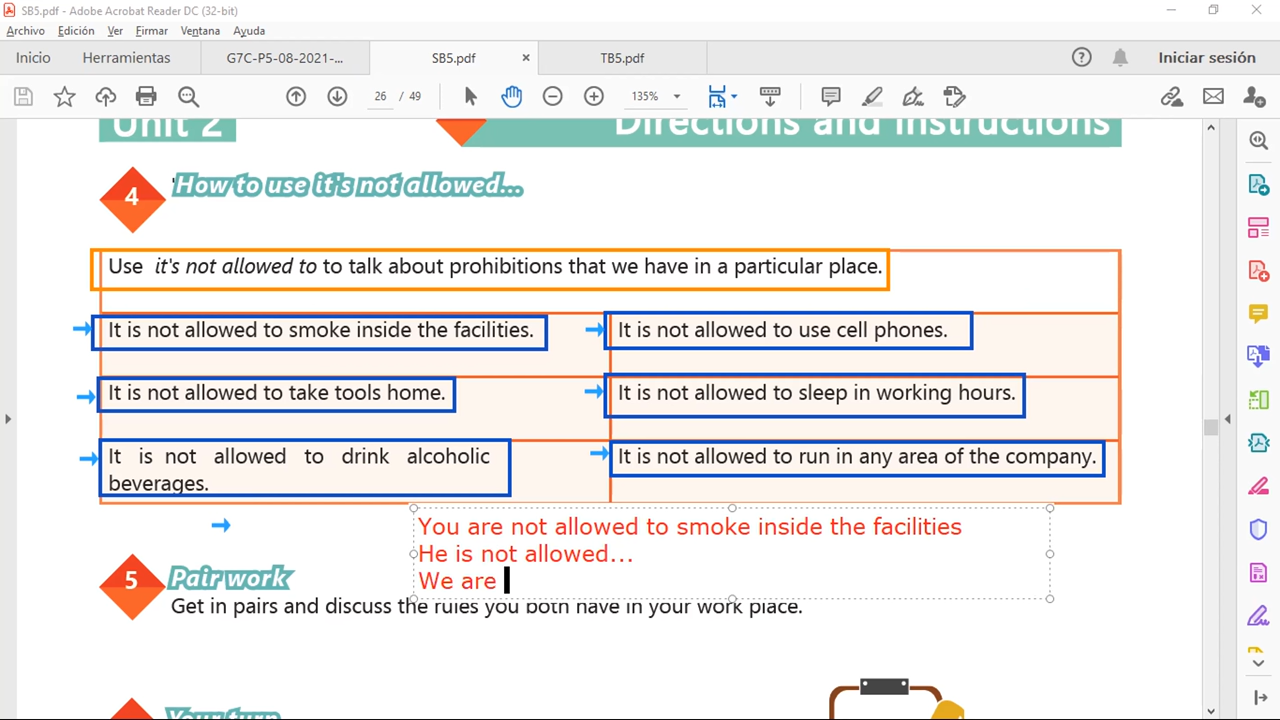 SB5.pdf - Adobe Acrobat Reader DC (32-bit)
Archivo Edición Ver Firmar Ventana Ayuda
Inicio Herramientas G7C-P5-08-2021-... SB5.pdf × TB5.pdf Iniciar sesión
26 / 49 135%
Unit 2 Directions and Instructions
4 How to use it's not allowed...
Use it's not allowed to to talk about prohibitions that we have in a particular place.
It is not allowed to smoke inside the facilities. It is not allowed to use cell phones.
It is not allowed to take tools home. It is not allowed to sleep in working hours.
It is not allowed to drink alcoholic
beverages.
It is not allowed to run in any area of the company.
You are not allowed to smoke inside the facilities
He is not allowed...
We are
5 Pair work
Get in pairs and discuss the rules you both have in your work place.
Your turn